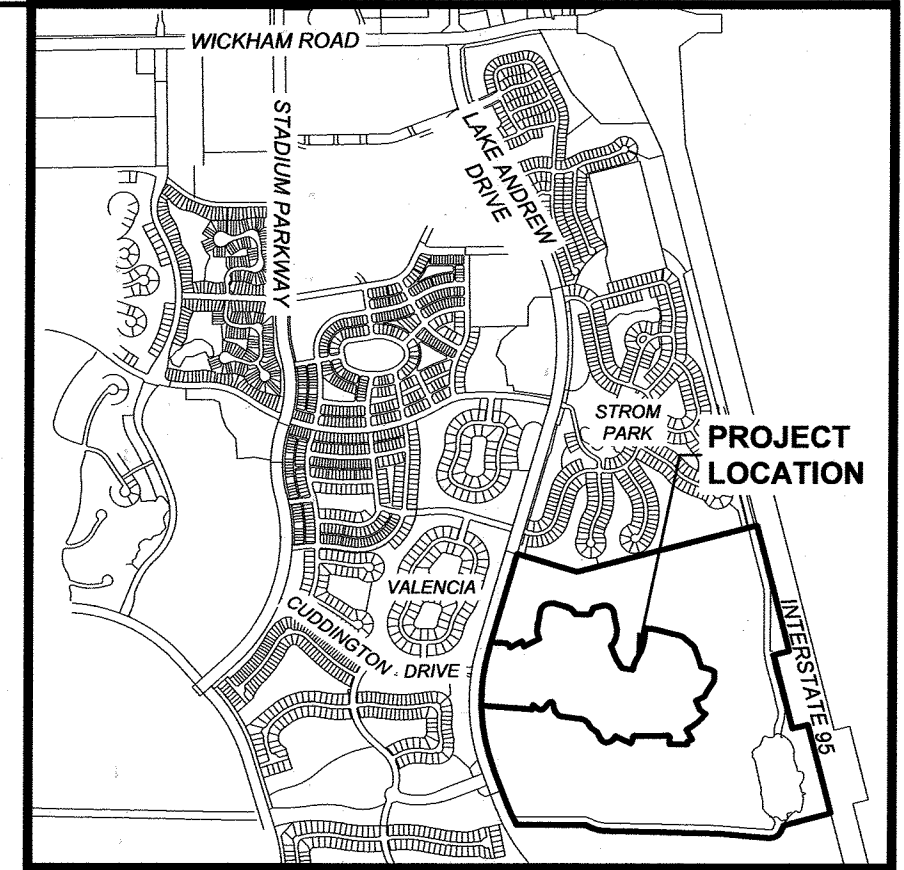 WICKHAM ROAD
STADIUM PARKWAY
LAKE ANDREW
DRIVE
STROM
PARK
PROJECT
LOCATION
VALENCIA
CUDDINGTON DRIVE
INTERSTATE 95